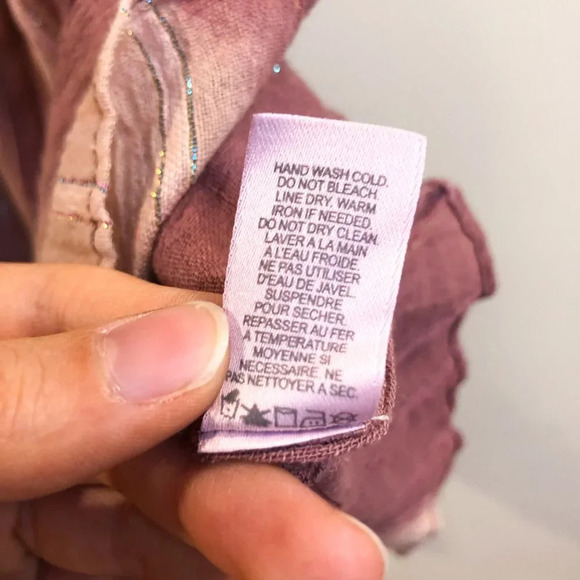 HAND WASH COLD.
DO NOT BLEACH
LINE DRY. WARM
IRON IF NEEDED.
DO NOT DRY CLEAN.
LAVER A LA MAIN
A L'EAU FROIDE.
NE PAS UTILISER
D'EAU DE JAVEL.
SUSPENDRE
POUR SECHER.
REPASSER AU FER
A TEMPERATURE
MOYENNE SI
NECESSAIRE. NE
PAS NETTOYER A SEC.